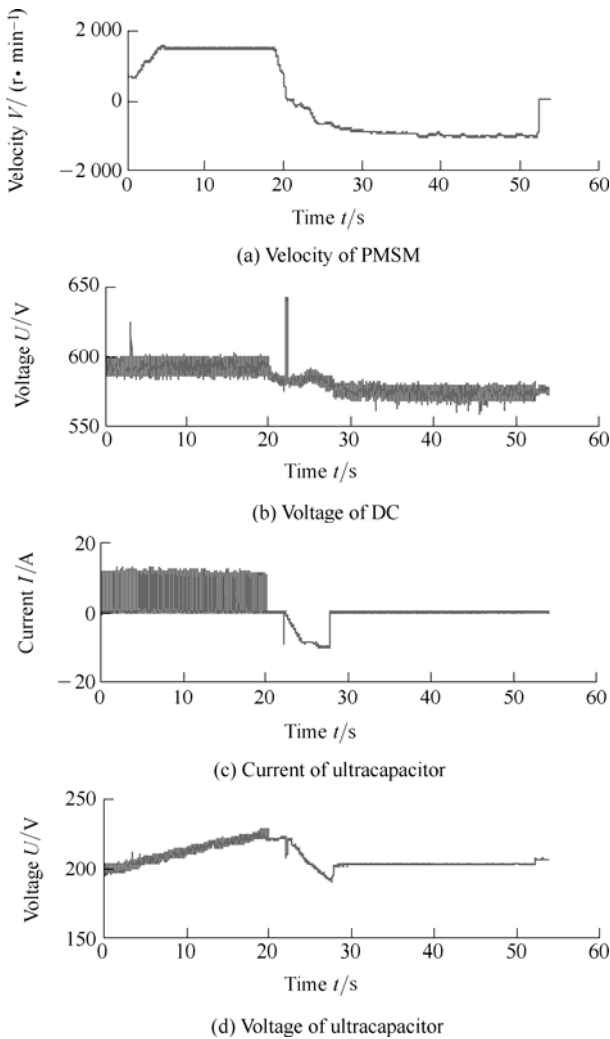 Velocity V/ (r• min⁻¹)
2 000
0
−2 000
0 10 20 30 40 50 60
Time t/s
(a) Velocity of PMSM
Voltage U/V
650
600
550
0 10 20 30 40 50 60
Time t/s
(b) Voltage of DC
Current I/A
20
0
−20
0 10 20 30 40 50 60
Time t/s
(c) Current of ultracapacitor
Voltage U/V
250
200
150
0 10 20 30 40 50 60
Time t/s
(d) Voltage of ultracapacitor